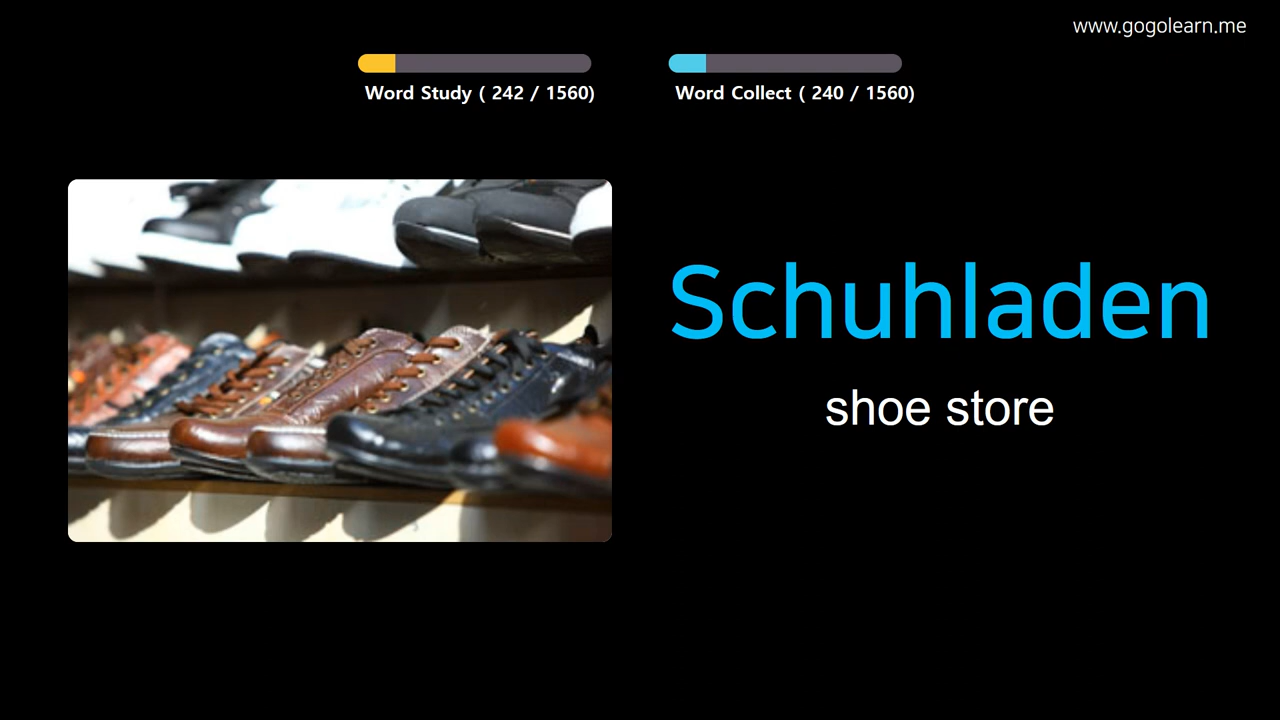 www.gogolearn.me
Word Study ( 242 / 1560)
Word Collect ( 240 / 1560)
Schuhladen
shoe store